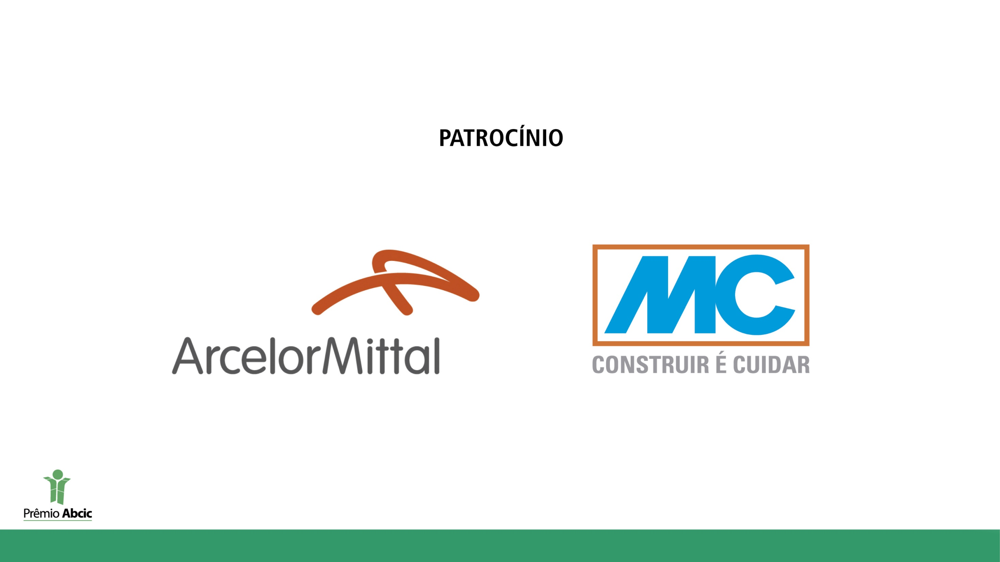 PATROCÍNIO
ArcelorMittal
MC
CONSTRUIR É CUIDAR
Prêmio Abcic